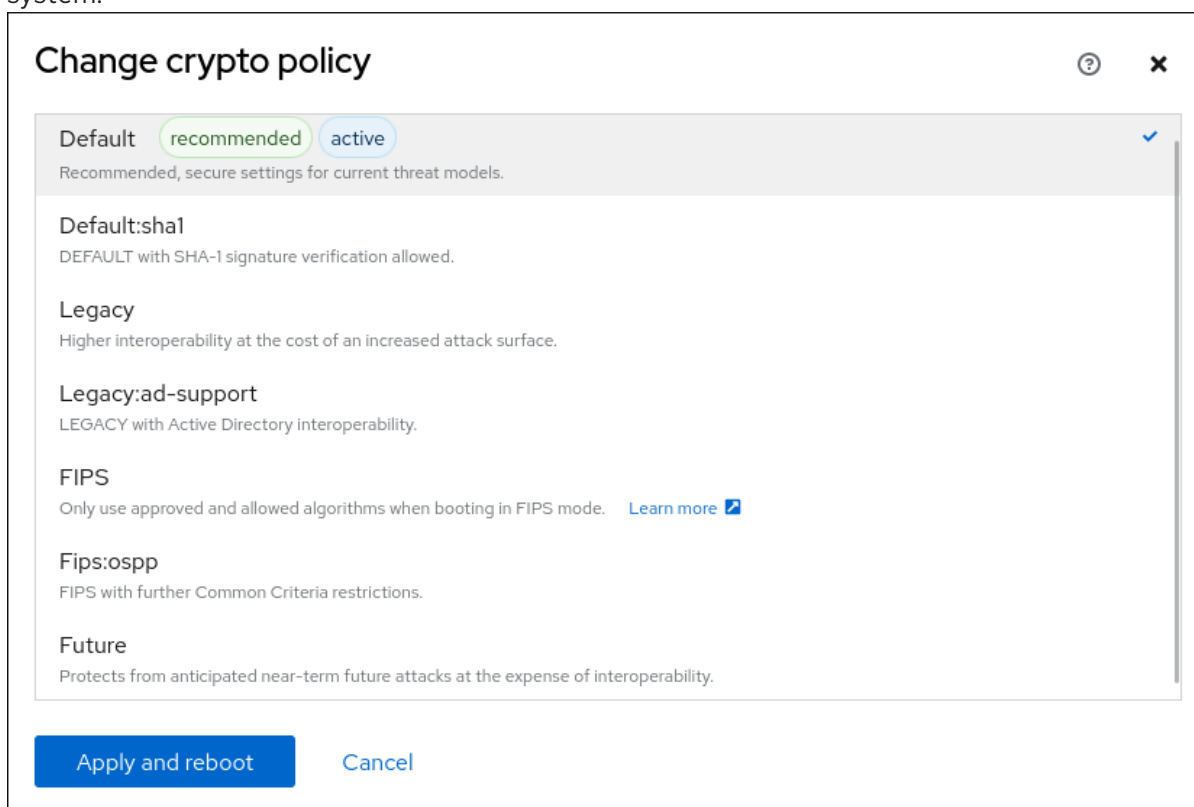 system.
Change crypto policy
Default recommended active
Recommended, secure settings for current threat models.
Default:sha1
DEFAULT with SHA-1 signature verification allowed.
Legacy
Higher interoperability at the cost of an increased attack surface.
Legacy:ad-support
LEGACY with Active Directory interoperability.
FIPS
Only use approved and allowed algorithms when booting in FIPS mode. Learn more
Fips:ospp
FIPS with further Common Criteria restrictions.
Future
Protects from anticipated near-term future attacks at the expense of interoperability.
Apply and reboot Cancel